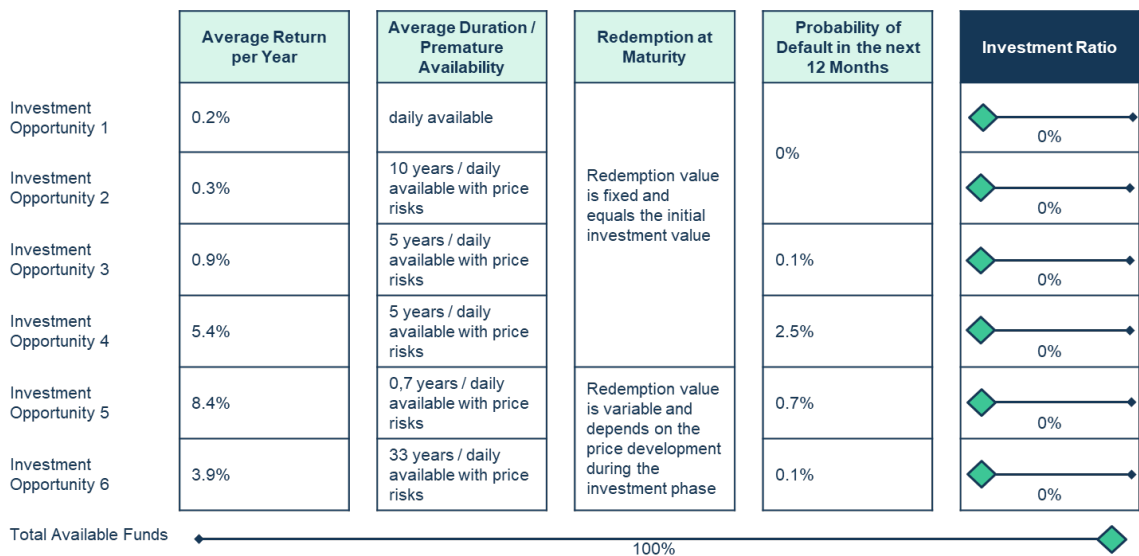 Average Return
per Year
Average Duration /
Premature
Availability
Redemption at
Maturity
Probability of
Default in the next
12 Months
Investment Ratio
Investment
Opportunity 1
0.2%
daily available
Redemption value
is fixed and
equals the initial
investment value
0%
0%
Investment
Opportunity 2
0.3%
10 years / daily
available with price
risks
0%
Investment
Opportunity 3
0.9%
5 years / daily
available with price
risks
0.1%
0%
Investment
Opportunity 4
5.4%
5 years / daily
available with price
risks
2.5%
0%
Investment
Opportunity 5
8.4%
0,7 years / daily
available with price
risks
Redemption value
is variable and
depends on the
price development
during the
investment phase
0.7%
0%
Investment
Opportunity 6
3.9%
33 years / daily
available with price
risks
0.1%
0%
Total Available Funds
100%